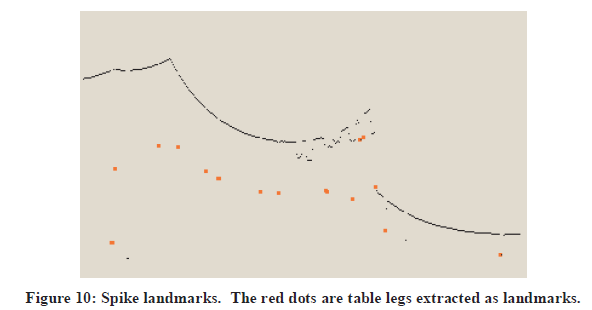 Figure 10: Spike landmarks.  The red dots are table legs extracted as landmarks.